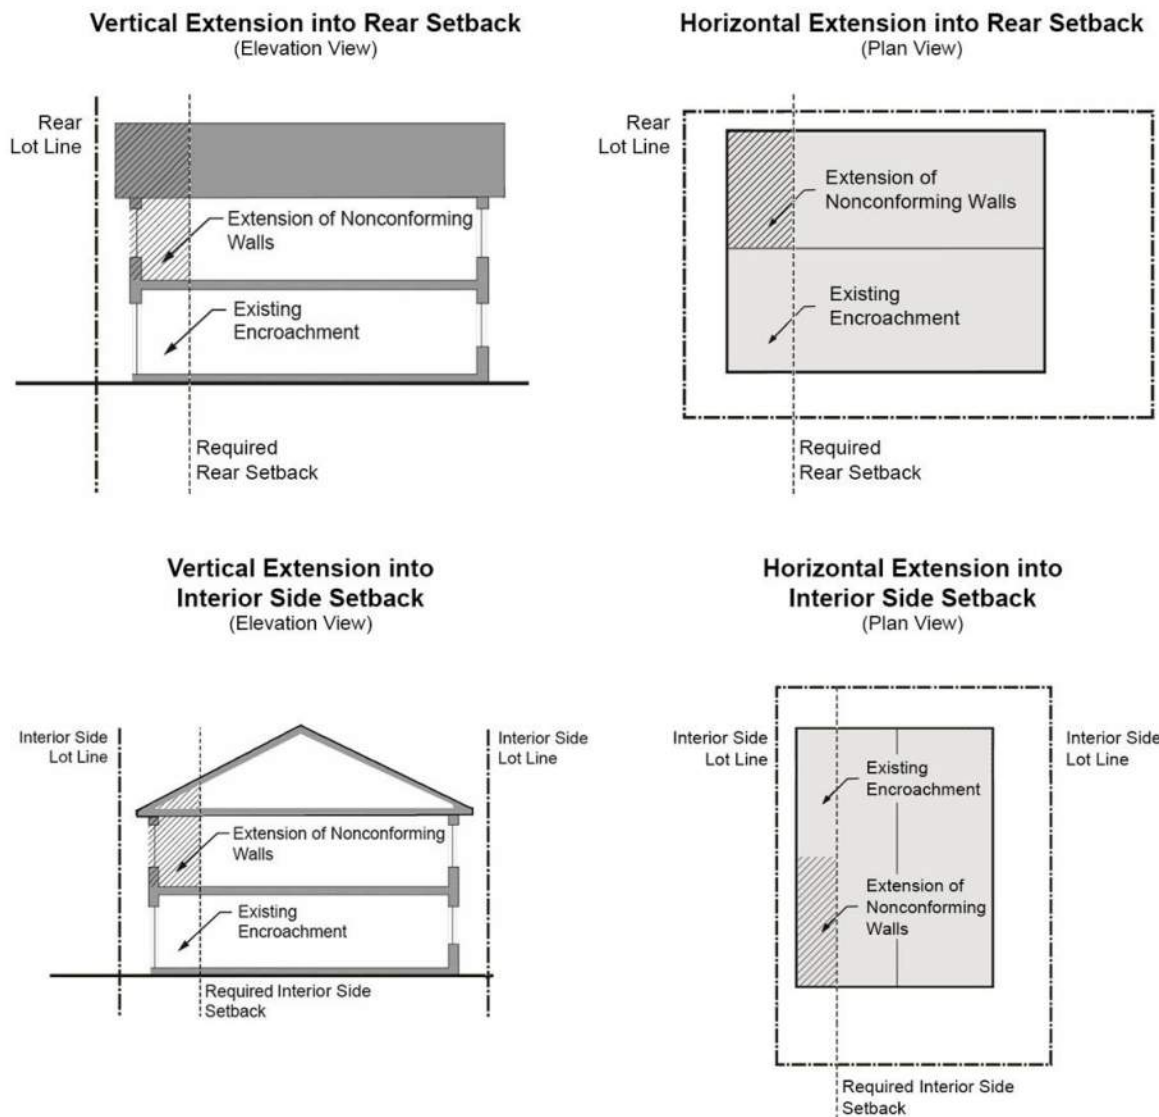 Vertical Extension into Rear Setback
(Elevation View)
Rear
Lot Line
Extension of Nonconforming
Walls
Existing
Encroachment
Required
Rear Setback
Horizontal Extension into Rear Setback
(Plan View)
Rear
Lot Line
Extension of
Nonconforming Walls
Existing
Encroachment
Required
Rear Setback
Vertical Extension into
Interior Side Setback
(Elevation View)
Interior Side
Lot Line
Interior Side
Lot Line
Extension of Nonconforming
Walls
Existing
Encroachment
Required Interior Side
Setback
Horizontal Extension into
Interior Side Setback
(Plan View)
Interior Side
Lot Line
Interior Side
Lot Line
Existing
Encroachment
Extension of
Nonconforming
Walls
Required Interior Side
Setback